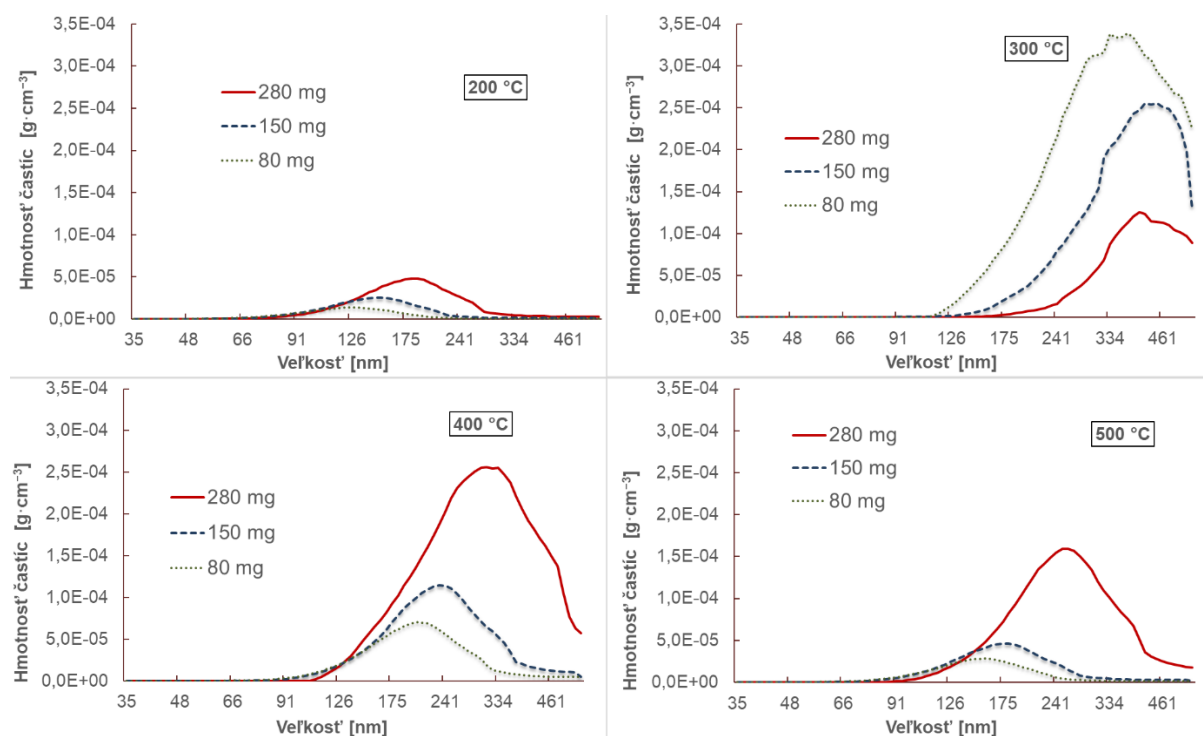 3,5E-04
3,0E-04
2,5E-04
2,0E-04
1,5E-04
1,0E-04
5,0E-05
0,0E+00
Hmotnosť častíc [g·cm⁻³]
200 °C
280 mg
150 mg
80 mg
35 48 66 91 126 175 241 334 461
Veľkosť [nm]
3,5E-04
3,0E-04
2,5E-04
2,0E-04
1,5E-04
1,0E-04
5,0E-05
0,0E+00
Hmotnosť častíc [g·cm⁻³]
300 °C
280 mg
150 mg
80 mg
35 48 66 91 126 175 241 334 461
Veľkosť [nm]
3,5E-04
3,0E-04
2,5E-04
2,0E-04
1,5E-04
1,0E-04
5,0E-05
0,0E+00
Hmotnosť častíc [g·cm⁻³]
400 °C
280 mg
150 mg
80 mg
35 48 66 91 126 175 241 334 461
Veľkosť [nm]
3,5E-04
3,0E-04
2,5E-04
2,0E-04
1,5E-04
1,0E-04
5,0E-05
0,0E+00
Hmotnosť častíc [g·cm⁻³]
500 °C
280 mg
150 mg
80 mg
35 48 66 91 126 175 241 334 461
Veľkosť [nm]